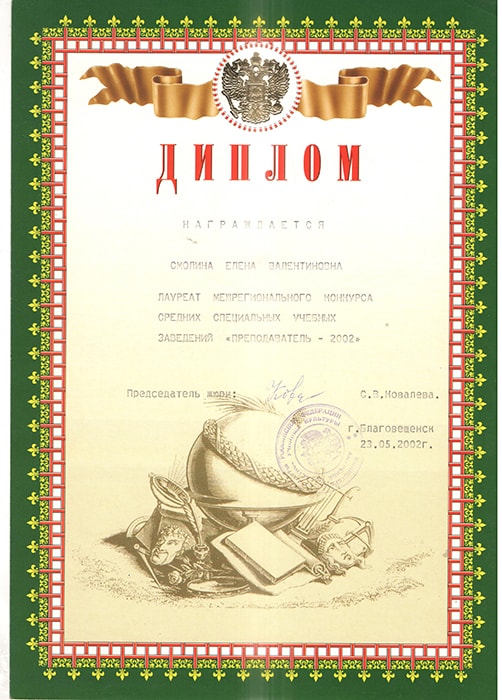 ДИПЛОМ
НАГРАЖДАЕТСЯ
СМОЛИНА ЕЛЕНА ВАЛЕНТИНОВНА
ЛАУРЕАТ МЕЖРЕГИОНАЛЬНОГО КОНКУРСА
СРЕДНИХ СПЕЦИАЛЬНЫХ УЧЕБНЫХ
ЗАВЕДЕНИЙ «ПРЕПОДАВАТЕЛЬ - 2002»
Председатель жюри: С.В.Ковалева.
г.Благовещенск
23.05.2002г.